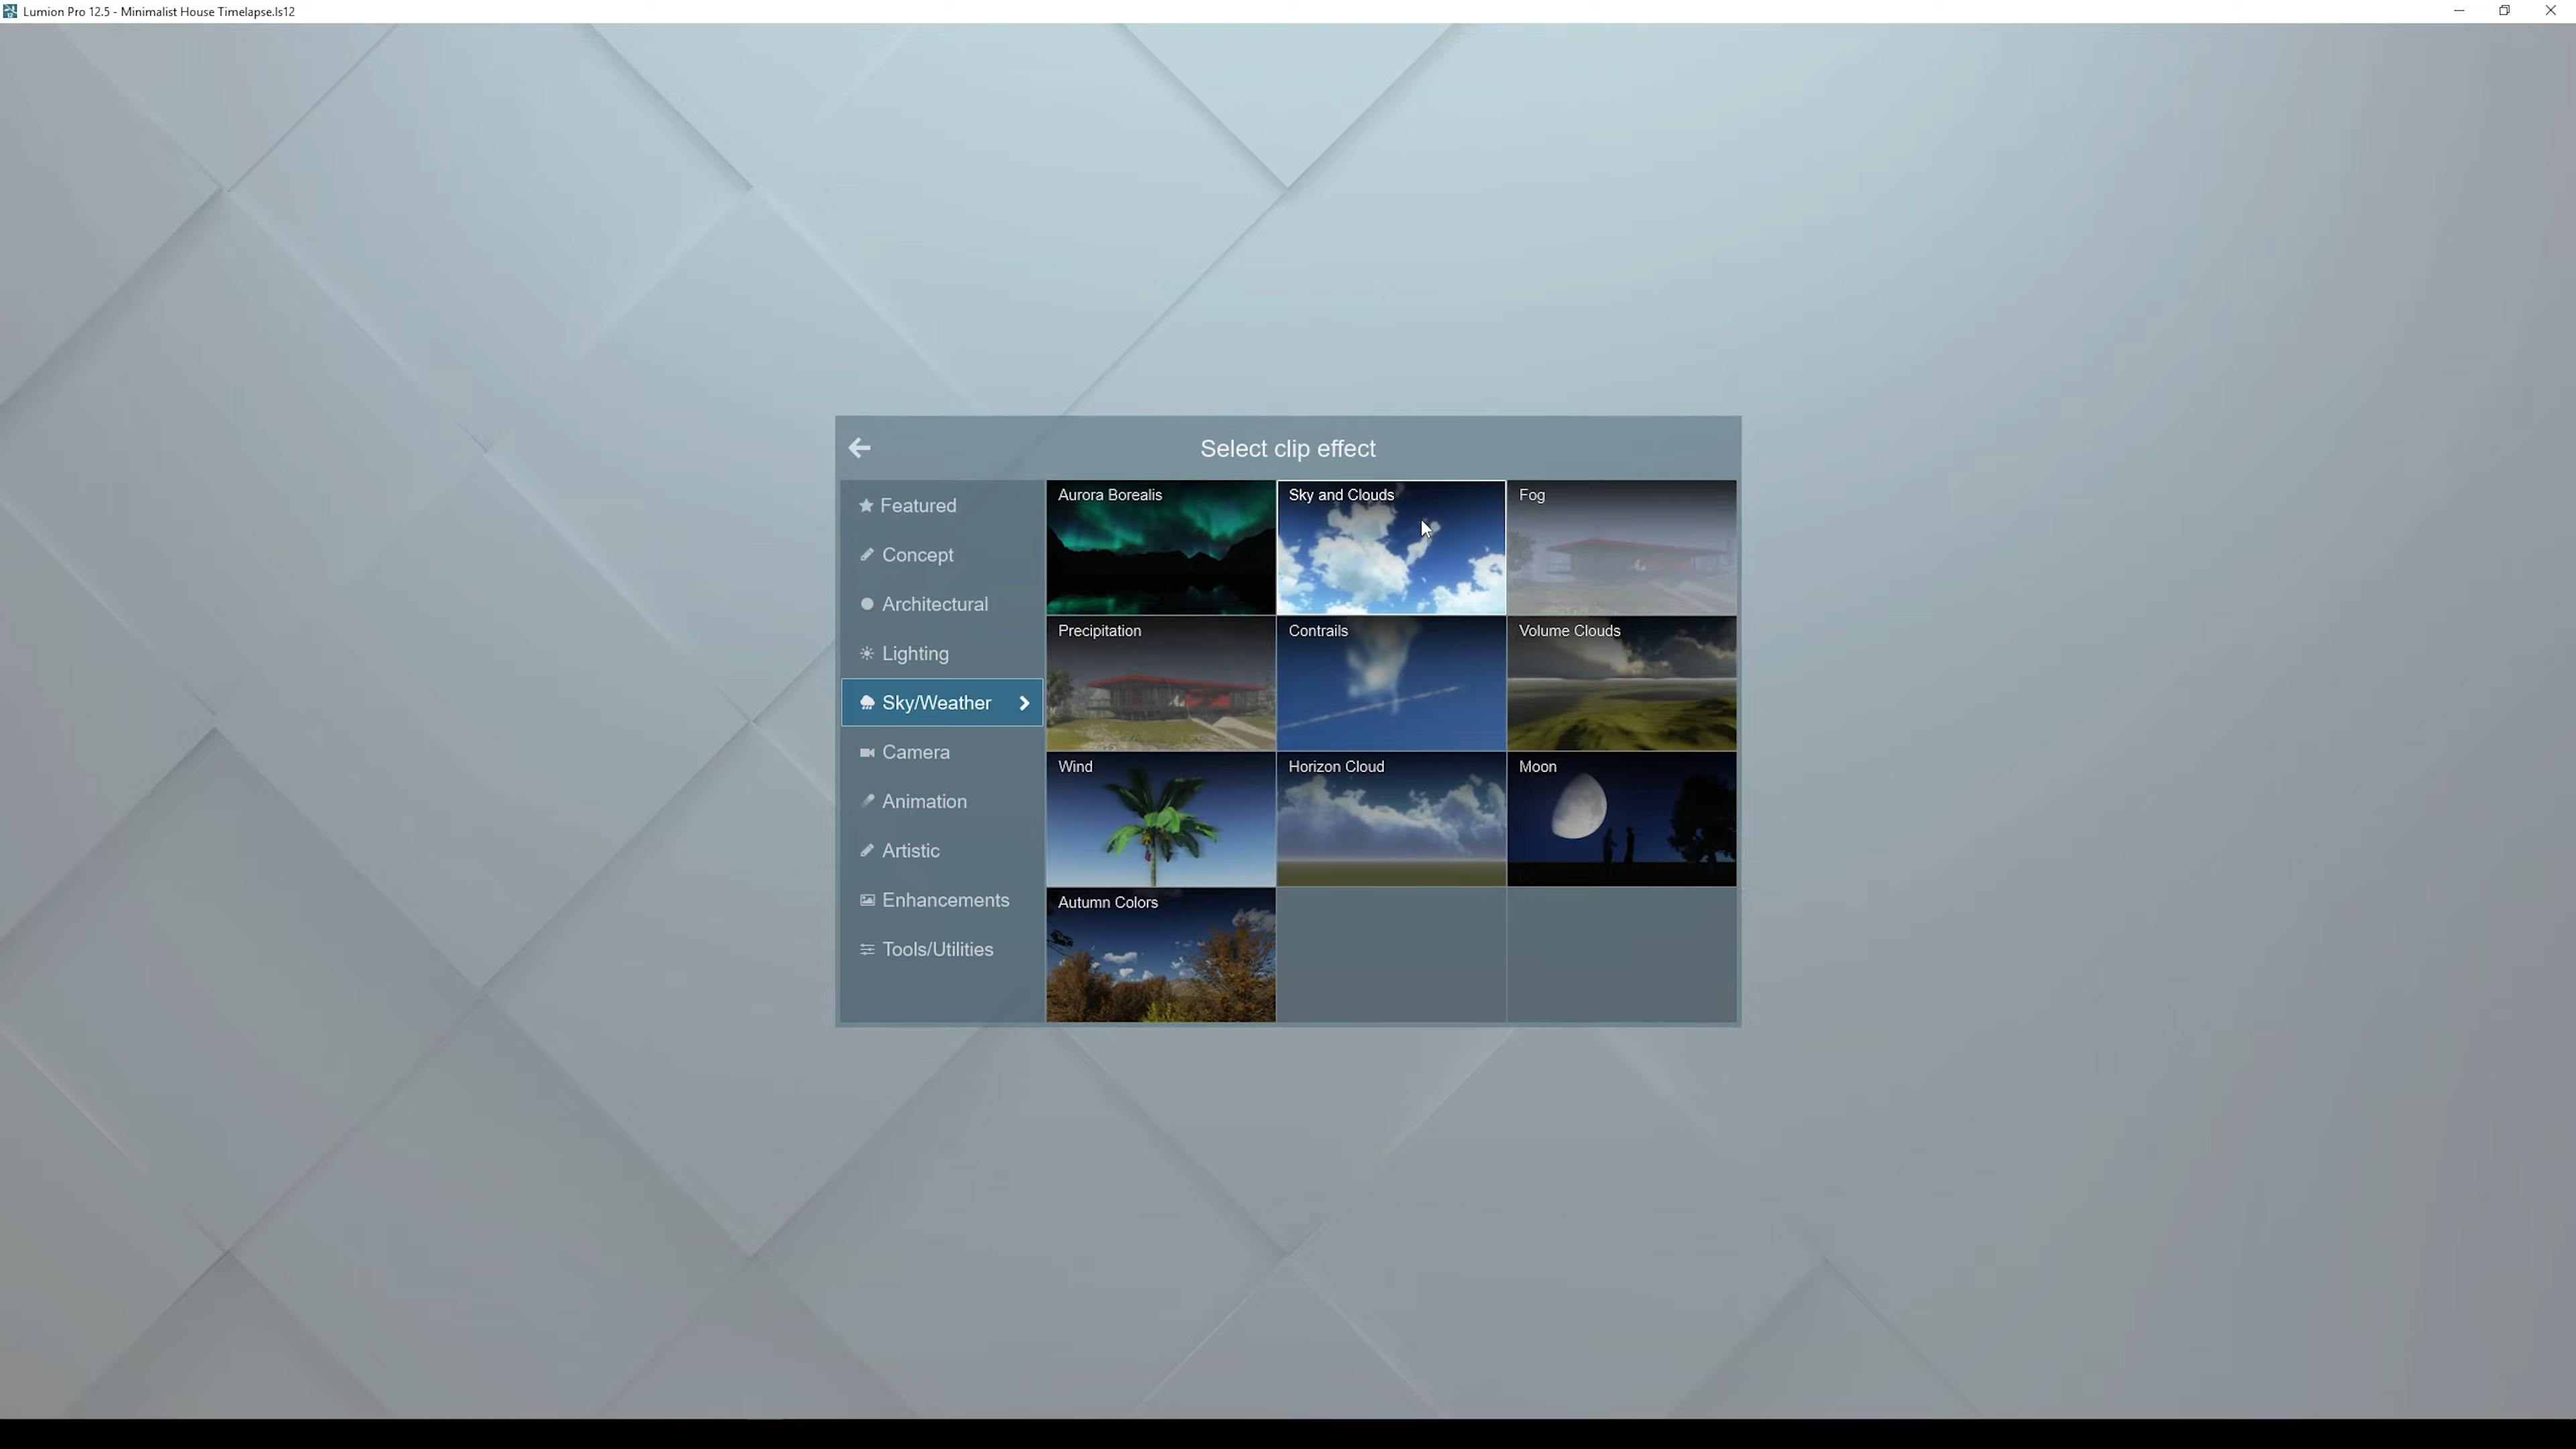 Lumion Pro 12.5 - Minimalist House Timelapse.ls12
Select clip effect
Featured
Concept
Architectural
Lighting
Sky/Weather
Camera
Animation
Artistic
Enhancements
Tools/Utilities
Aurora Borealis
Sky and Clouds
Fog
Precipitation
Contrails
Volume Clouds
Wind
Horizon Cloud
Moon
Autumn Colors